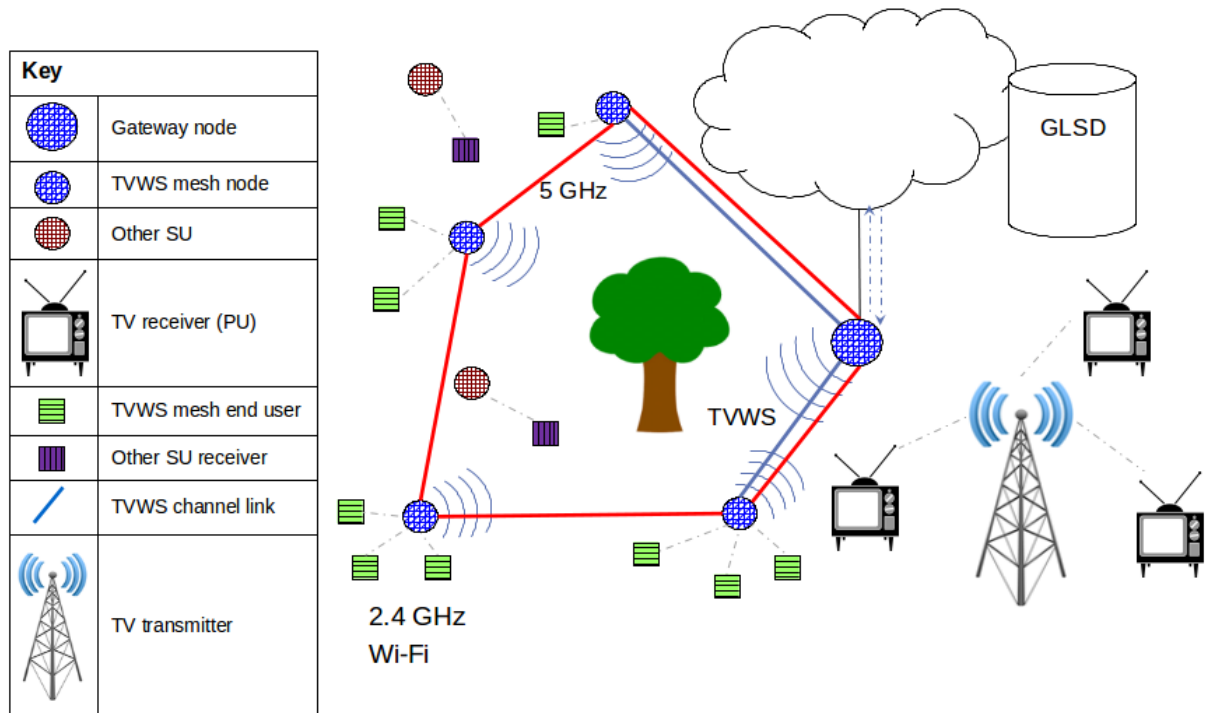 Key
Gateway node
TVWS mesh node
Other SU
TV receiver (PU)
TVWS mesh end user
Other SU receiver
TVWS channel link
TV transmitter
5 GHz
GLSD
TVWS
2.4 GHz
Wi-Fi